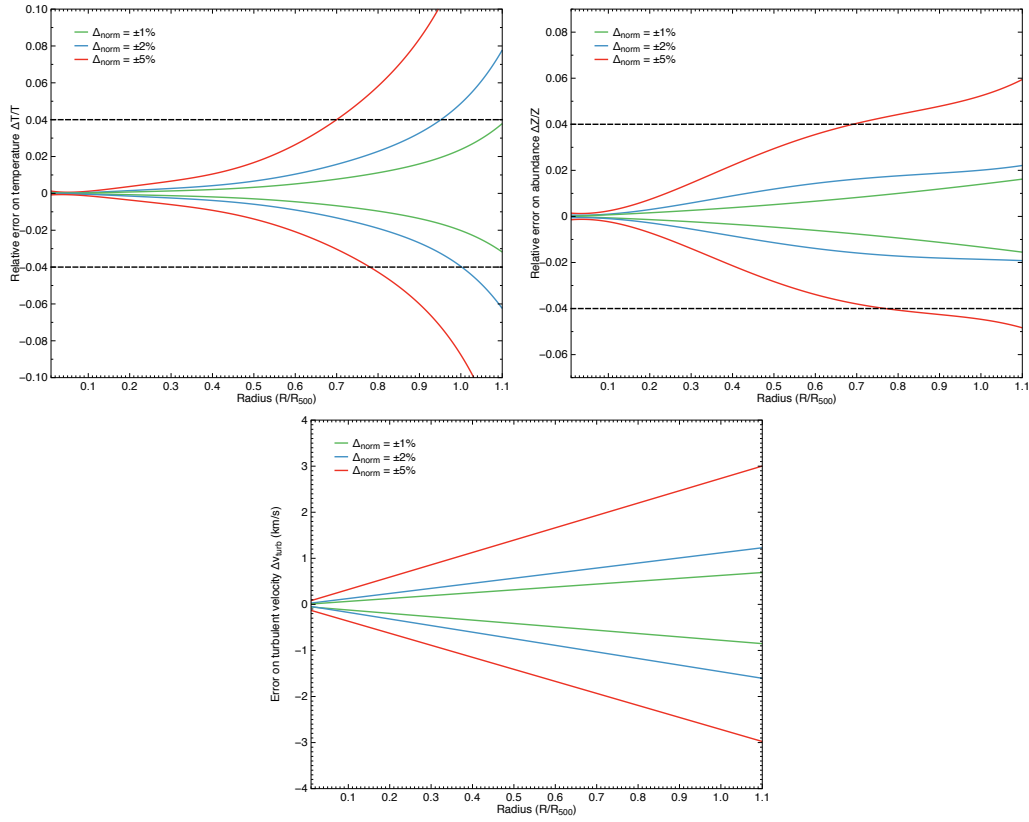 0.10
0.08
0.06
0.04
0.02
0
−0.02
−0.04
−0.06
−0.08
−0.10
Relative error on temperature ΔT/T
Δnorm = ±1%
Δnorm = ±2%
Δnorm = ±5%
0.1 0.2 0.3 0.4 0.5 0.6 0.7 0.8 0.9 1.0 1.1
Radius (R/R500)
0.08
0.06
0.04
0.02
0
−0.02
−0.04
−0.06
Relative error on abundance ΔZ/Z
Δnorm = ±1%
Δnorm = ±2%
Δnorm = ±5%
0.1 0.2 0.3 0.4 0.5 0.6 0.7 0.8 0.9 1.0 1.1
Radius (R/R500)
4
3
2
1
0
−1
−2
−3
−4
Error on turbulent velocity Δvturb (km/s)
Δnorm = ±1%
Δnorm = ±2%
Δnorm = ±5%
0.1 0.2 0.3 0.4 0.5 0.6 0.7 0.8 0.9 1.0 1.1
Radius (R/R500)